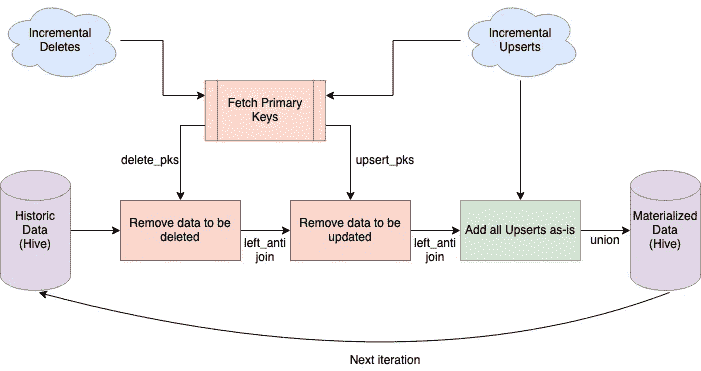 Incremental
Deletes
Incremental
Upserts
Fetch Primary
Keys
delete_pks
upsert_pks
Historic
Data
(Hive)
Remove data to be
deleted
left_anti
join
Remove data to be
updated
left_anti
join
Add all Upserts as-is
union
Materialized
Data
(Hive)
Next iteration